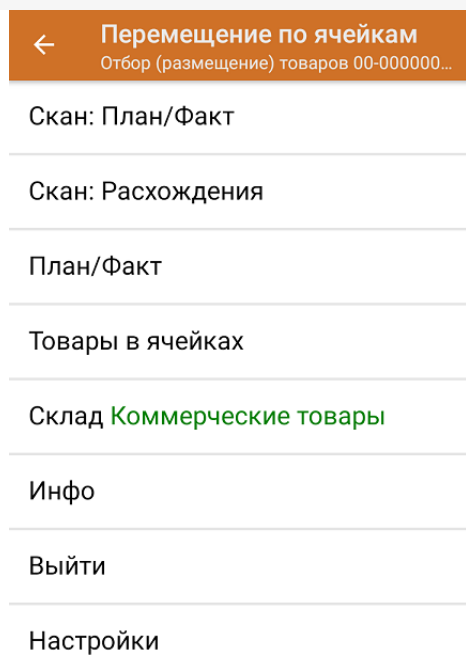 Перемещение по ячейкам
Отбор (размещение) товаров 00-000000...
Скан: План/Факт
Скан: Расхождения
План/Факт
Товары в ячейках
Склад Коммерческие товары
Инфо
Выйти
Настройки